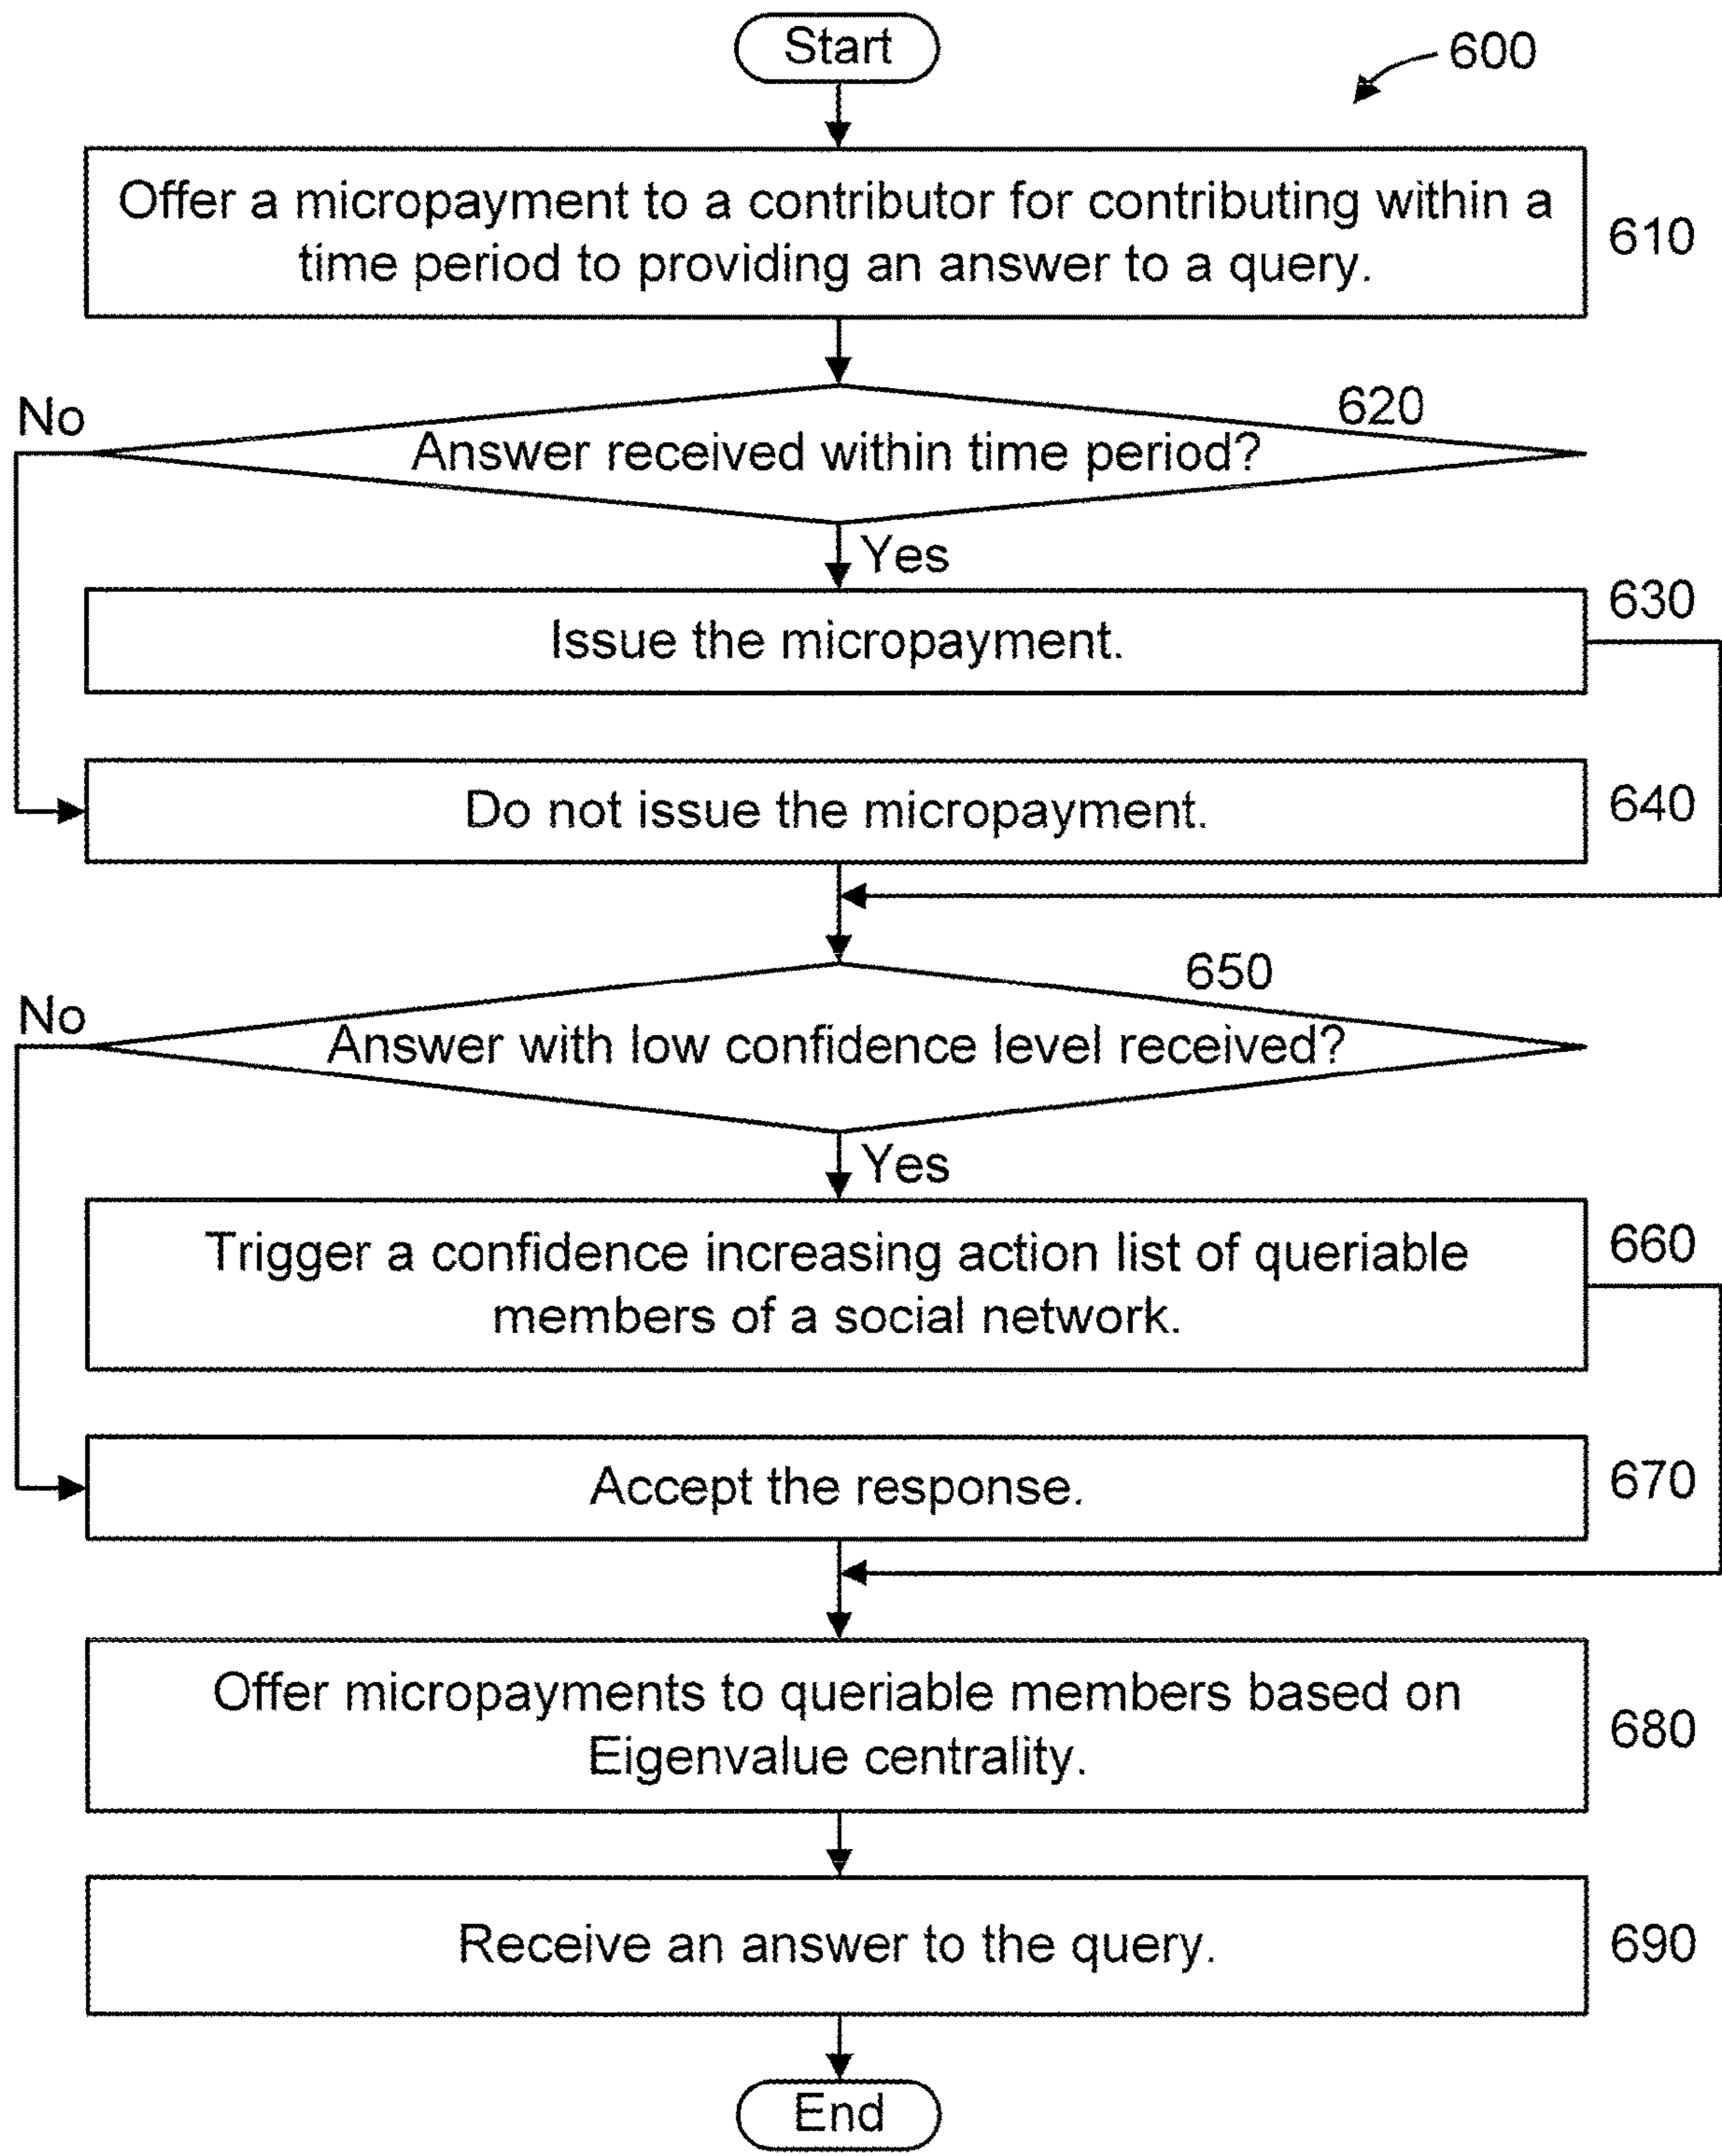 Start
600
Offer a micropayment to a contributor for contributing within a
time period to providing an answer to a query.
610
No
620
Answer received within time period?
Yes
630
Issue the micropayment.
Do not issue the micropayment.
640
650
No
Answer with low confidence level received?
Yes
Trigger a confidence increasing action list of queriable
members of a social network.
660
Accept the response.
670
Offer micropayments to queriable members based on
Eigenvalue centrality.
680
Receive an answer to the query.
690
End